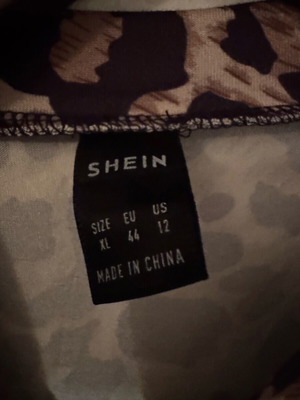 SHEIN
SIZE EU US
XL 44 12
MADE IN CHINA